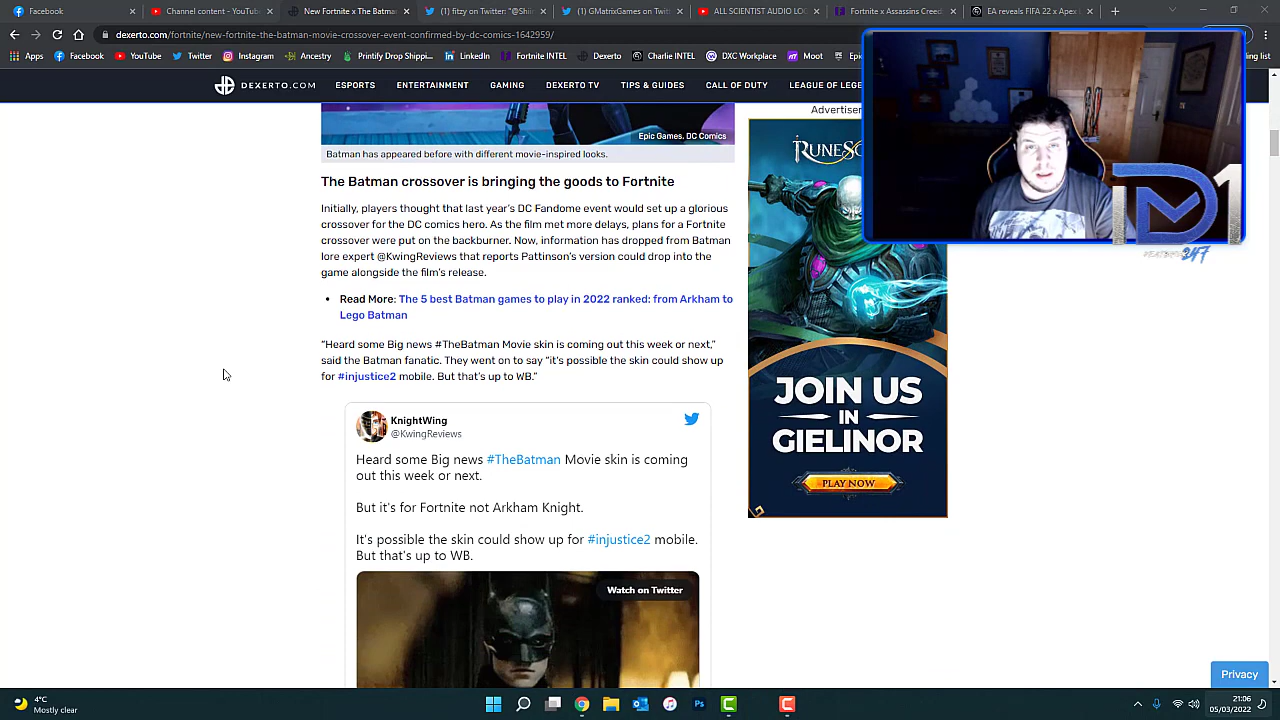 Facebook
Channel content - YouTub
New Fortnite x The Batma
(1) Fitzy on Twitter: "@Shii
(1) GMatrixGames on Twit
ALL SCIENTIST AUDIO LO
Fortnite x Assassins Creed
EA reveals FIFA 22 x Apex
dexerto.com/fortnite/new-fortnite-the-batman-movie-crossover-event-confirmed-by-dc-comics-1642959/
Apps
Facebook
YouTube
Twitter
Instagram
Ancestry
Printify Drop Shippi...
LinkedIn
Fortnite INTEL
Dexerto
Charlie INTEL
DXC Workplace
Moot
ing list
DEXERTO.COM
ESPORTS
ENTERTAINMENT
GAMING
DEXERTO TV
TIPS & GUIDES
CALL OF DUTY
LEAGUE OF LEGE
Epic Games, DC Comics
Advertiser
Batman has appeared before with different movie-inspired looks.
The Batman crossover is bringing the goods to Fortnite
Initially, players thought that last year's DC Fandome event would set up a glorious
crossover for the DC comics hero. As the film met more delays, plans for a Fortnite
crossover were put on the backburner. Now, information has dropped from Batman
lore expert @KwingReviews that reports Pattinson's version could drop into the
game alongside the film's release.
• Read More: The 5 best Batman games to play in 2022 ranked: from Arkham to
Lego Batman
"Heard some Big news #TheBatman Movie skin is coming out this week or next,"
said the Batman fanatic. They went on to say "it's possible the skin could show up
for #injustice2 mobile. But that's up to WB."
KnightWing
@KwingReviews
Heard some Big news #TheBatman Movie skin is coming
out this week or next.
But it's for Fortnite not Arkham Knight.
It's possible the skin could show up for #injustice2 mobile.
But that's up to WB.
Watch on Twitter
RUNESC
JOIN US
IN
GIELINOR
PLAY NOW
1
247
Privacy
4°C
Mostly clear
21:06
05/03/2022